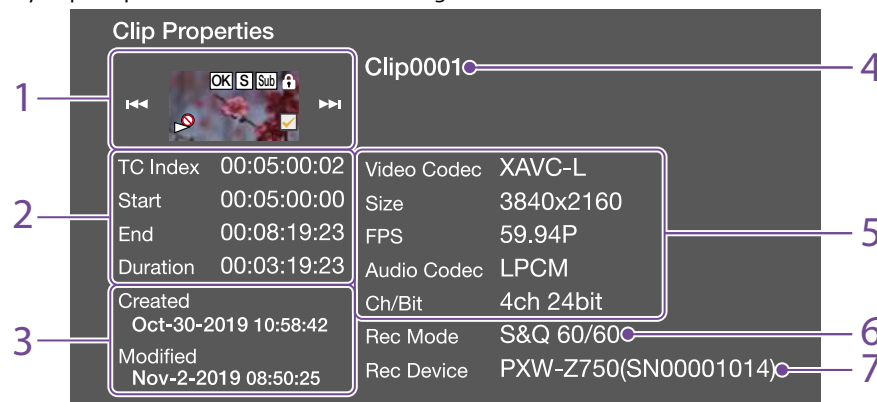 Clip Properties
OK S Sub
Clip0001
TC Index 00:05:00:02
Start 00:05:00:00
End 00:08:19:23
Duration 00:03:19:23
Created
Oct-30-2019 10:58:42
Modified
Nov-2-2019 08:50:25
Video Codec XAVC-L
Size 3840x2160
FPS 59.94P
Audio Codec LPCM
Ch/Bit 4ch 24bit
Rec Mode S&Q 60/60
Rec Device PXW-Z750(SN00001014)
1
2
3
4
5
6
7